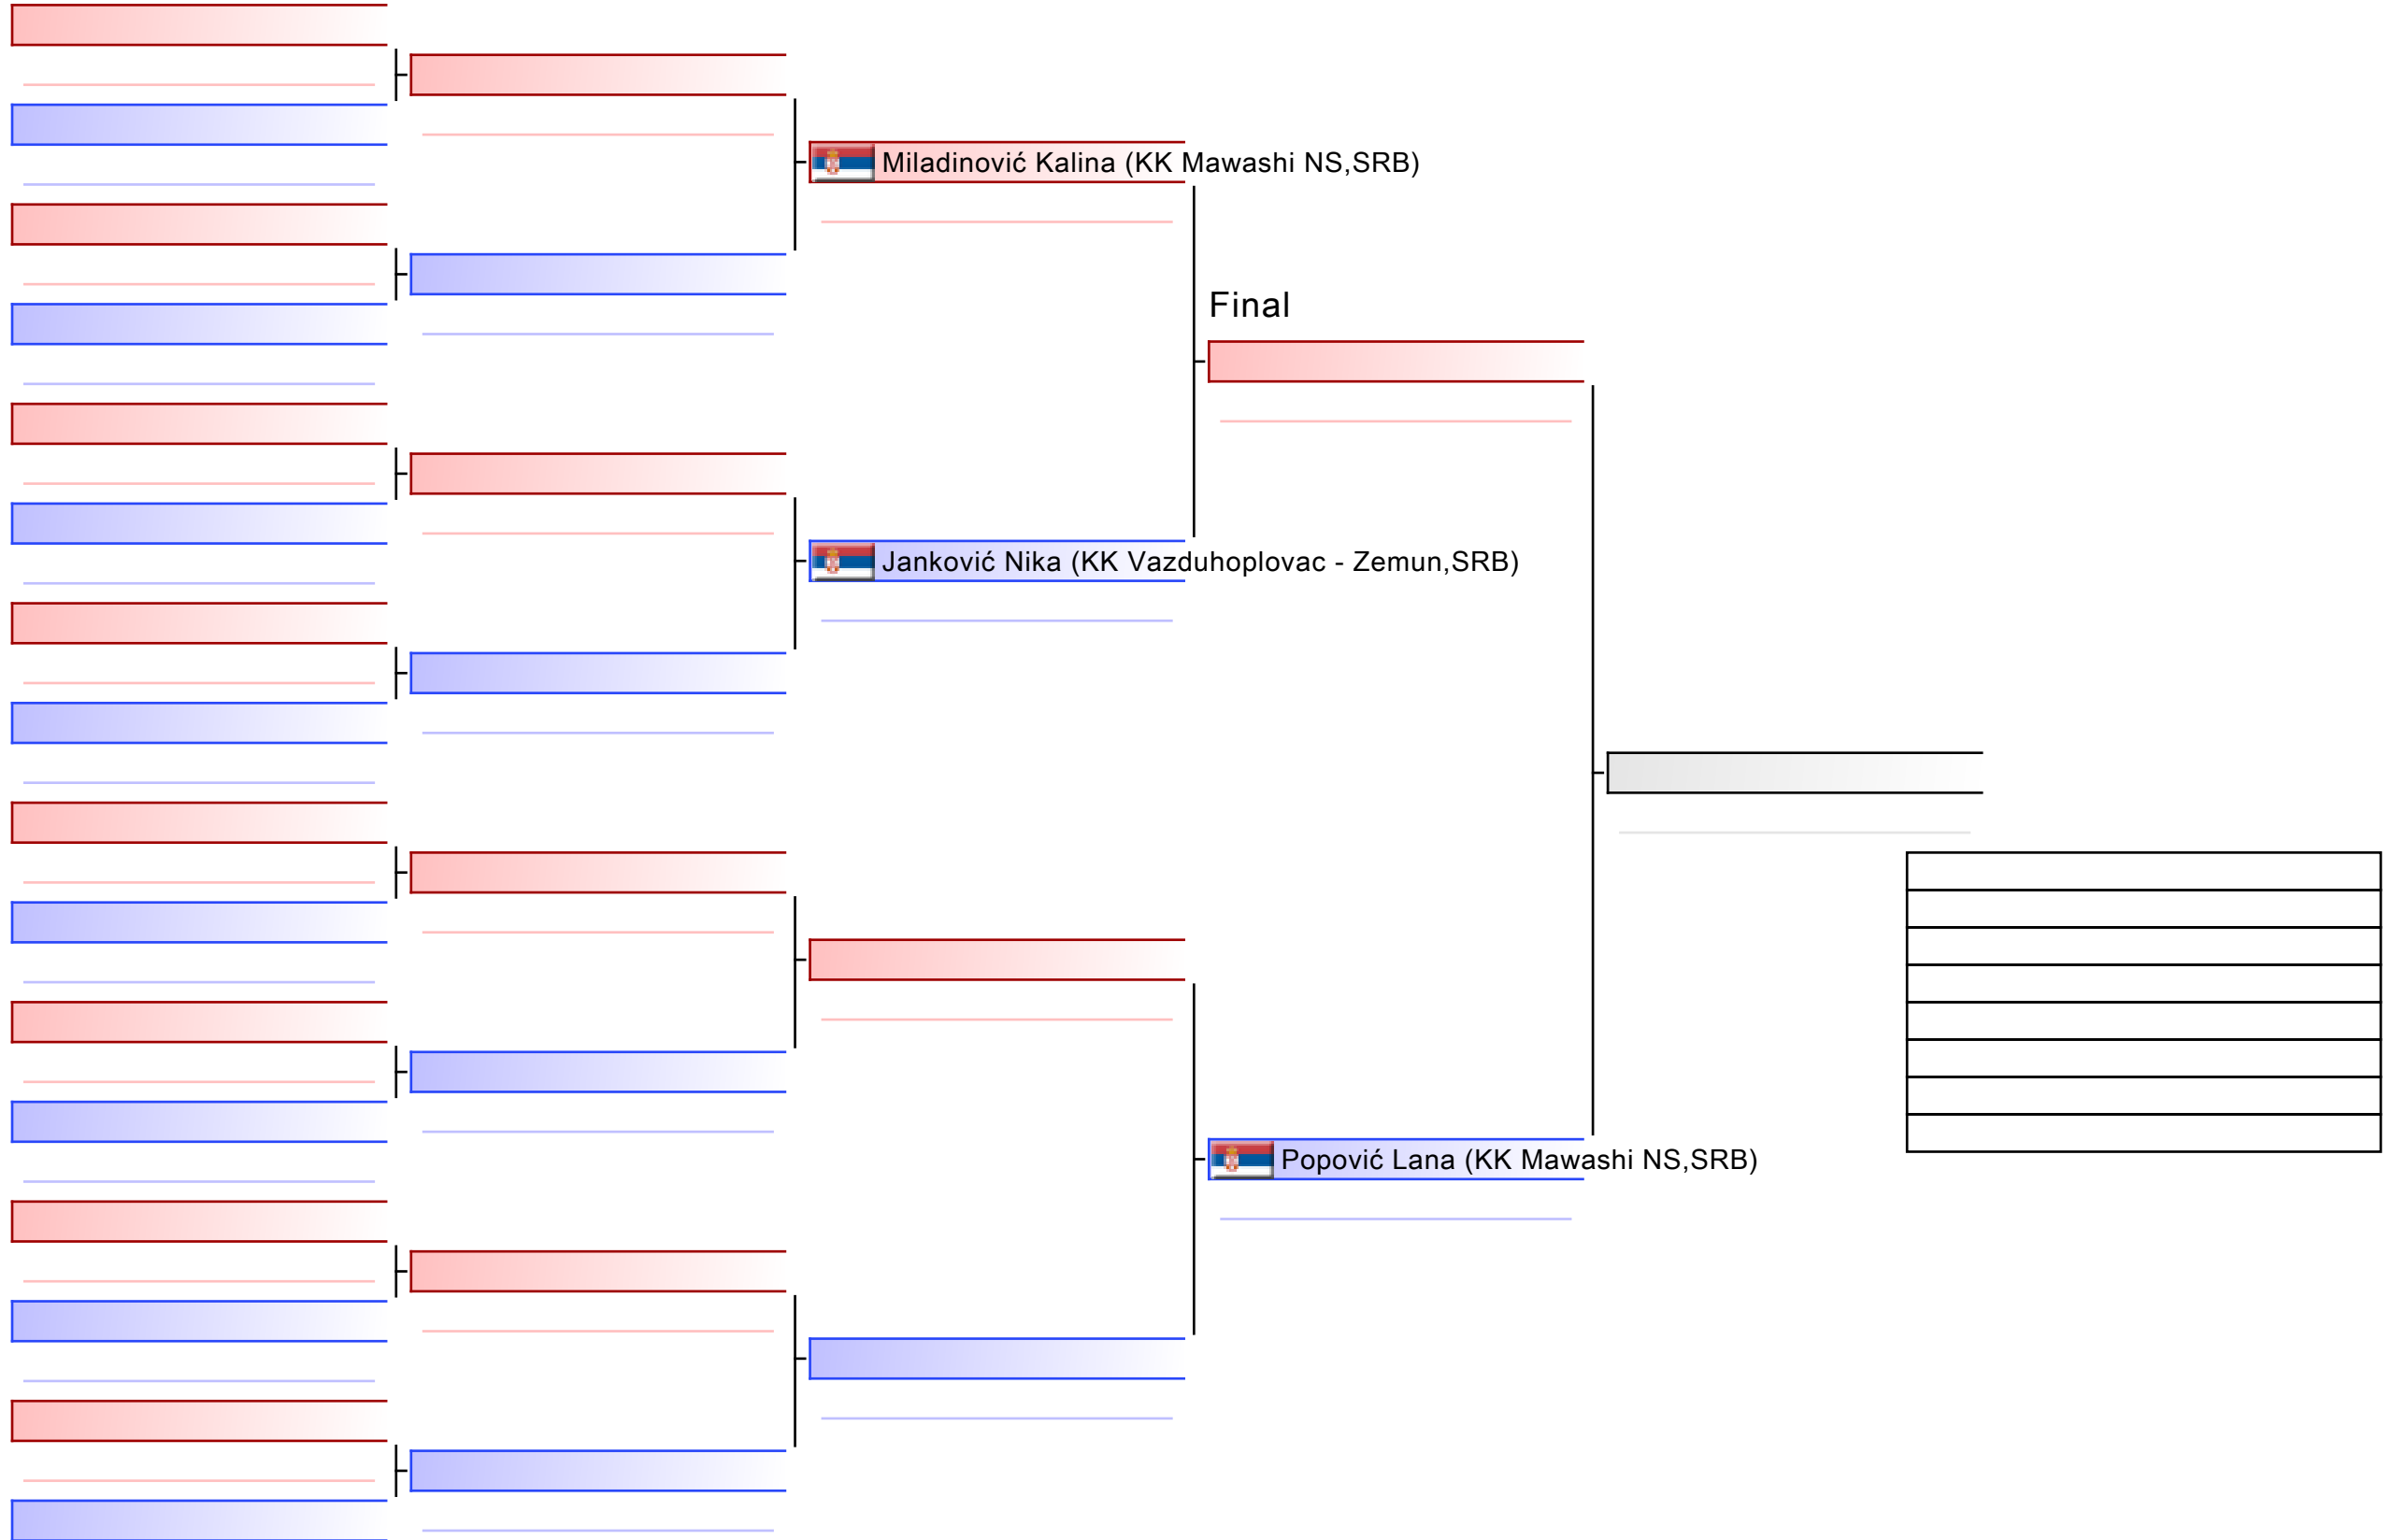 Miladinović Kalina (KK Mawashi NS,SRB)
Final
Janković Nika (KK Vazduhoplovac - Zemun,SRB)
Popović Lana (KK Mawashi NS,SRB)